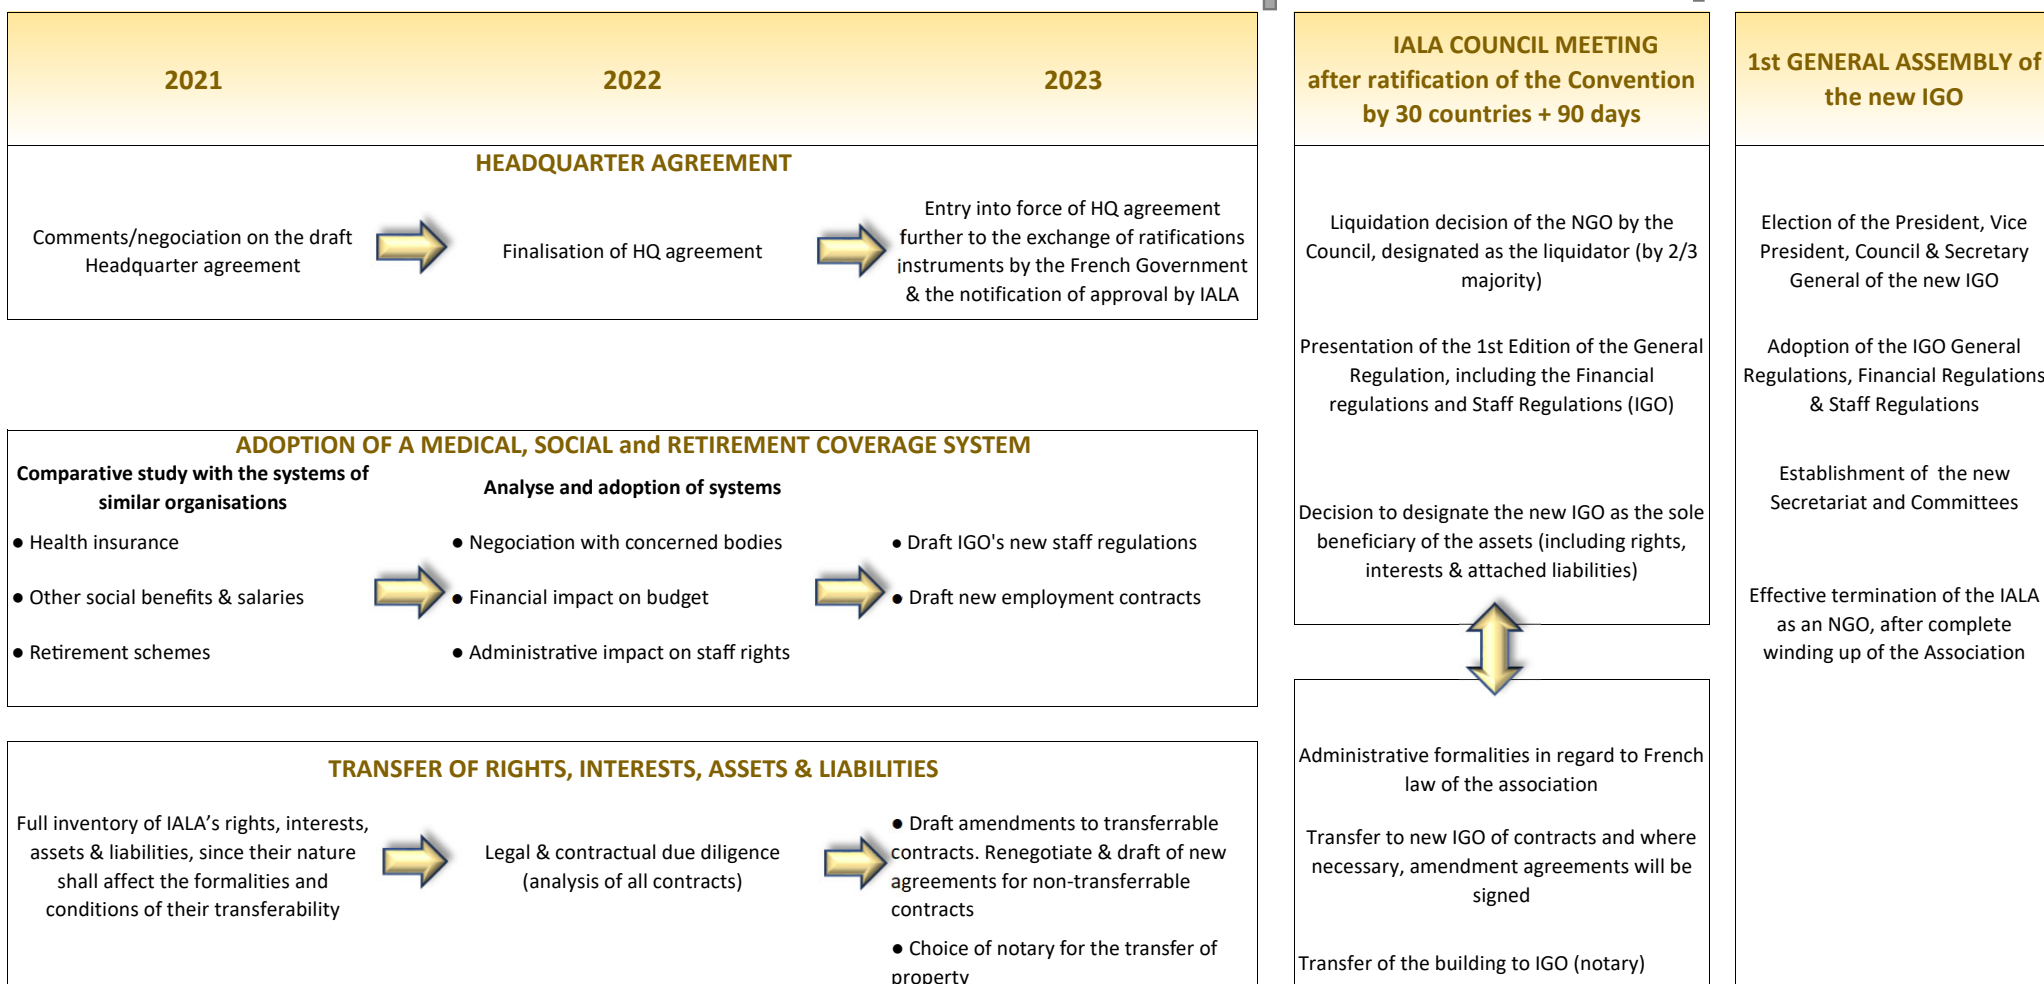 2021
2022
2023
HEADQUARTER AGREEMENT
Comments/negociation on the draft
Headquarter agreement
Finalisation of HQ agreement
Entry into force of HQ agreement
further to the exchange of ratifications
instruments by the French Government
& the notification of approval by IALA
ADOPTION OF A MEDICAL, SOCIAL and RETIREMENT COVERAGE SYSTEM
Comparative study with the systems of
similar organisations
● Health insurance
● Other social benefits & salaries
● Retirement schemes
Analyse and adoption of systems
● Negociation with concerned bodies
● Financial impact on budget
● Administrative impact on staff rights
● Draft IGO's new staff regulations
● Draft new employment contracts
TRANSFER OF RIGHTS, INTERESTS, ASSETS & LIABILITIES
Full inventory of IALA’s rights, interests,
assets & liabilities, since their nature
shall affect the formalities and
conditions of their transferability
Legal & contractual due diligence
(analysis of all contracts)
● Draft amendments to transferrable
contracts. Renegotiate & draft of new
agreements for non-transferrable
contracts
● Choice of notary for the transfer of
property
IALA COUNCIL MEETING
after ratification of the Convention
by 30 countries + 90 days
Liquidation decision of the NGO by the
Council, designated as the liquidator (by 2/3
majority)
Presentation of the 1st Edition of the General
Regulation, including the Financial
regulations and Staff Regulations (IGO)
Decision to designate the new IGO as the sole
beneficiary of the assets (including rights,
interests & attached liabilities)
Administrative formalities in regard to French
law of the association
Transfer to new IGO of contracts and where
necessary, amendment agreements will be
signed
Transfer of the building to IGO (notary)
1st GENERAL ASSEMBLY of
the new IGO
Election of the President, Vice
President, Council & Secretary
General of the new IGO
Adoption of the IGO General
Regulations, Financial Regulations
& Staff Regulations
Establishment of the new
Secretariat and Committees
Effective termination of the IALA
as an NGO, after complete
winding up of the Association